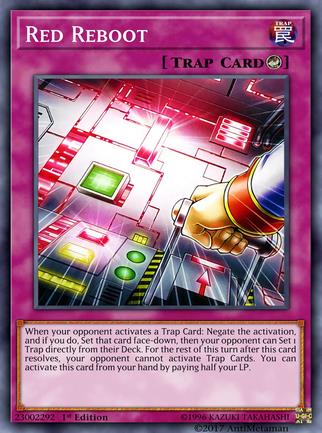 Red Reboot
TRAP
罠
[Trap Card]
When your opponent activates a Trap Card: Negate the
activation, and if you do, Set that card face-down, then your opponent can Set 1
Trap directly from their Deck. For the rest of this turn after this card
resolves, your opponent cannot activate Trap Cards. You can
activate this card from your hand by paying half your LP.
23002292 1st Edition ©1996 KAZUKI TAKAHASHI
©2017 AntiMetaman